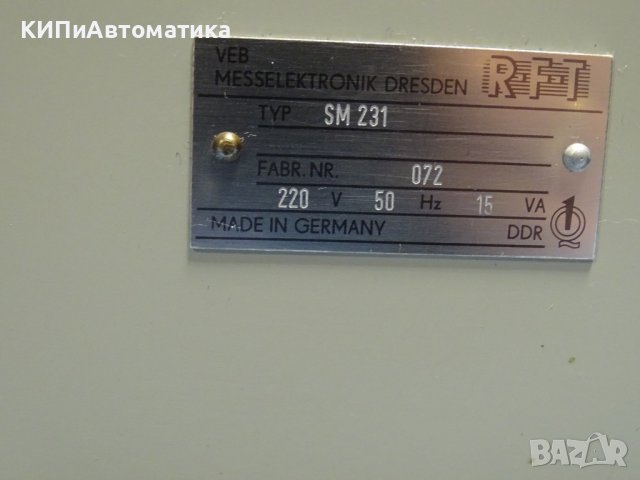 КИПиАвтоматика
VEB
MESSELEKTRONIK DRESDEN RFT
TYP SM 231
FABR. NR. 072
220 V 50 Hz 15 VA
MADE IN GERMANY DDR
1
BAZAR